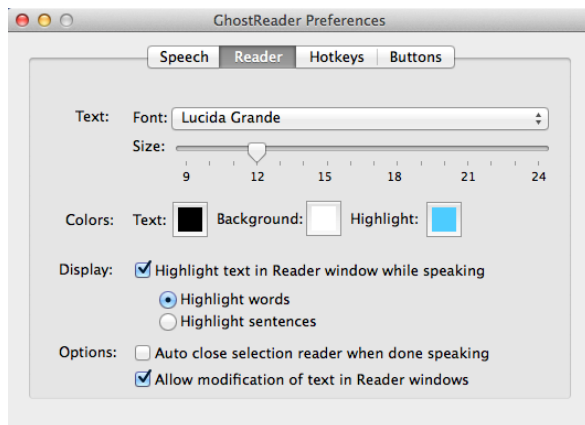 GhostReader Preferences
Speech Reader Hotkeys Buttons
Text: Font: Lucida Grande
Size:
9 12 15 18 21 24
Colors: Text: Background: Highlight:
Display: Highlight text in Reader window while speaking
Highlight words
Highlight sentences
Options: Auto close selection reader when done speaking
Allow modification of text in Reader windows